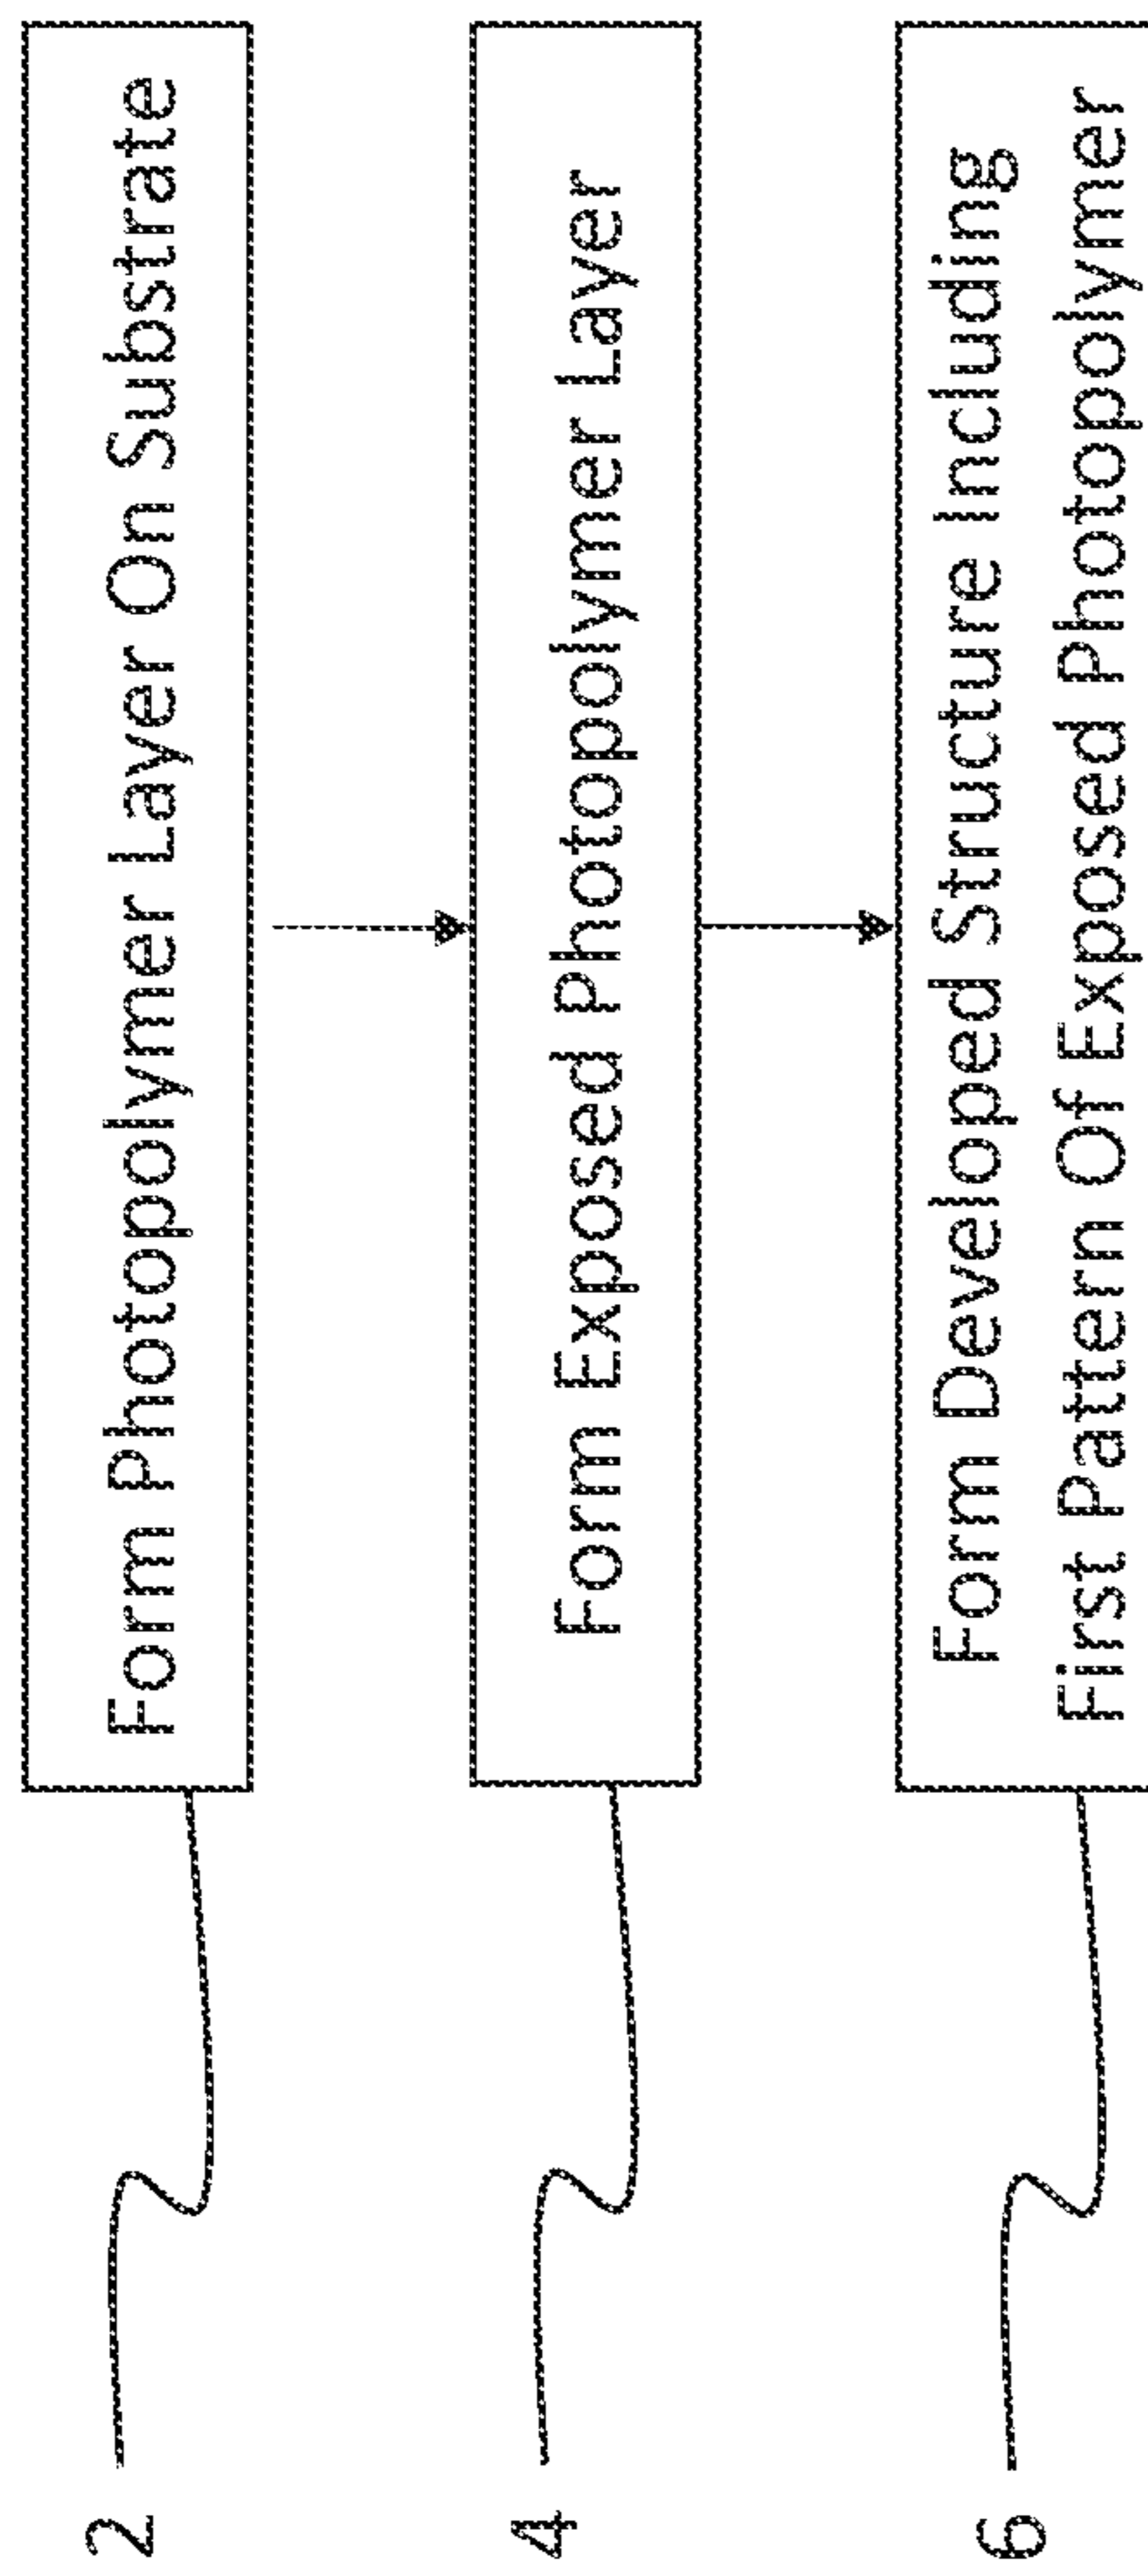 2
Form Photopolymer Layer On Substrate
4
Form Exposed Photopolymer Layer
6
Form Developed Structure Including
First Pattern Of Exposed Photopolymer